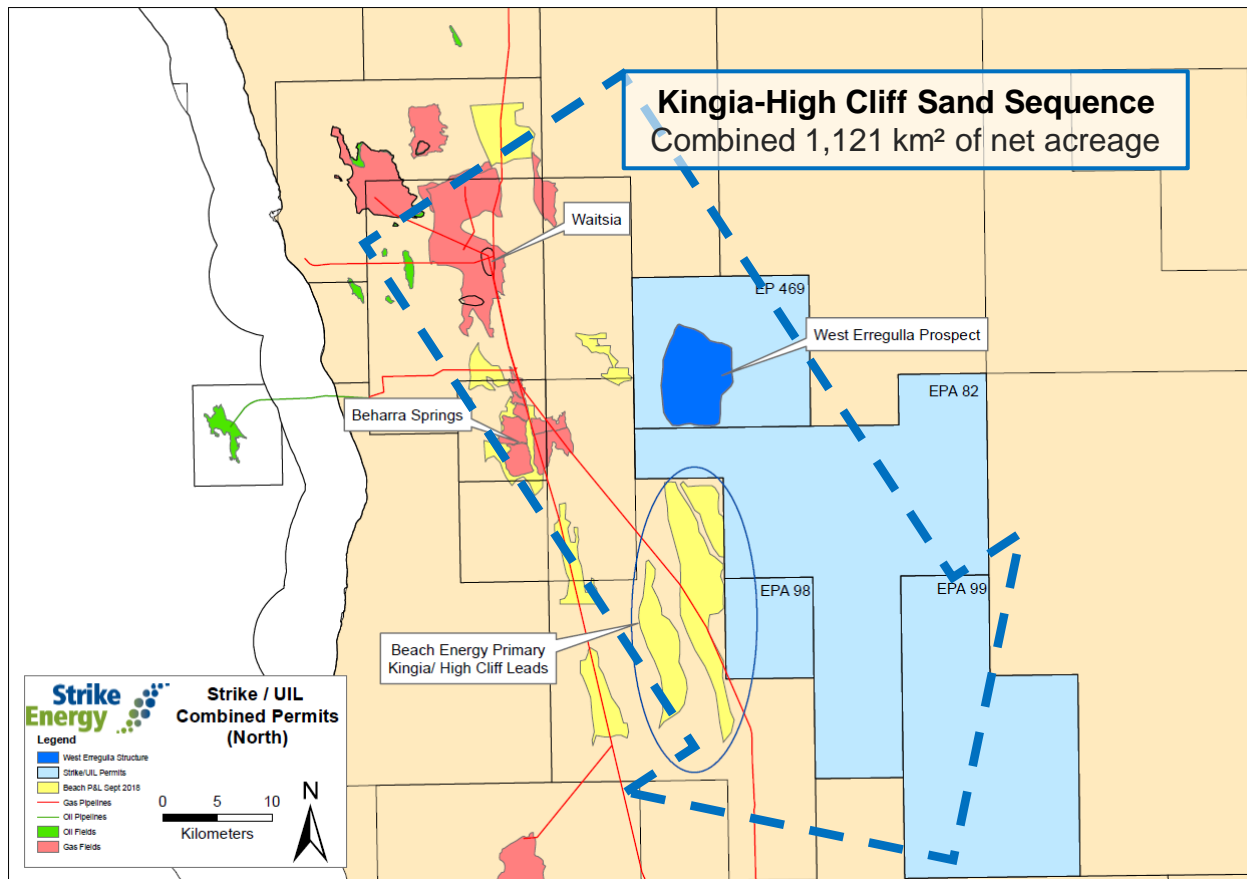 Kingia-High Cliff Sand Sequence
Combined 1,121 km² of net acreage
Waitsia
EP 469
West Erregulla Prospect
EPA 82
Beharra Springs
EPA 98
EPA 99
Beach Energy Primary
Kingia/ High Cliff Leads
Strike
Energy
Strike / UIL
Combined Permits
(North)
Legend
West Erregulla Structure
Strike/UIL Permits
Beach P&L Sept 2018
Gas Pipelines
Oil Pipelines
Oil Fields
Gas Fields
0 5 10
Kilometers
N